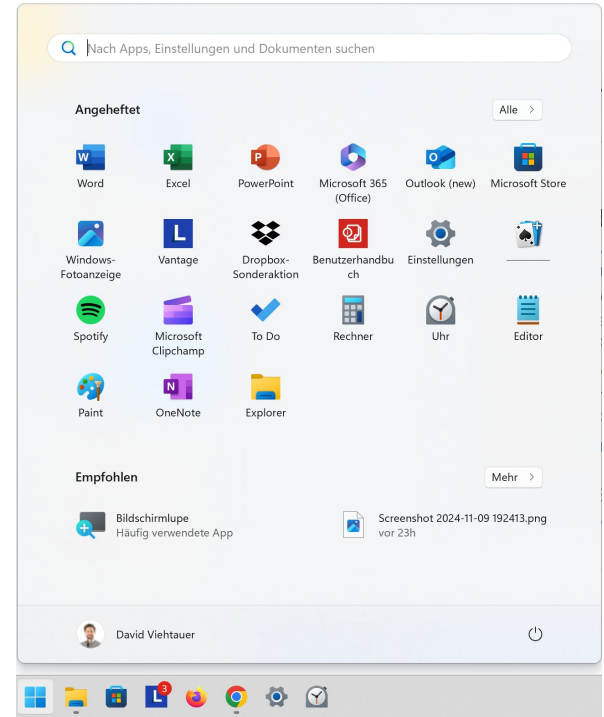 Nach Apps, Einstellungen und Dokumenten suchen
Angeheftet
Alle
Word
Excel
PowerPoint
Microsoft 365
(Office)
Outlook (new)
Microsoft Store
Windows-
Fotoanzeige
Vantage
Dropbox-
Sonderaktion
Benutzerhandbu
ch
Einstellungen
Spotify
Microsoft
Clipchamp
To Do
Rechner
Uhr
Editor
Paint
OneNote
Explorer
Empfohlen
Mehr
Bildschirmlupe
Häufig verwendete App
Screenshot 2024-11-09 192413.png
vor 23h
David Viehtauer
3